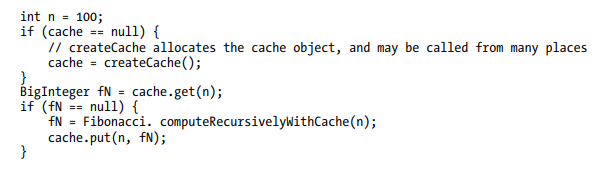 int n = 100;
if (cache == null) {
// createCache allocates the cache object, and may be called from many places
cache = createCache();
}
BigInteger fN = cache.get(n);
if (fN == null) {
fN = Fibonacci. computeRecursivelyWithCache(n);
cache.put(n, fN);
}